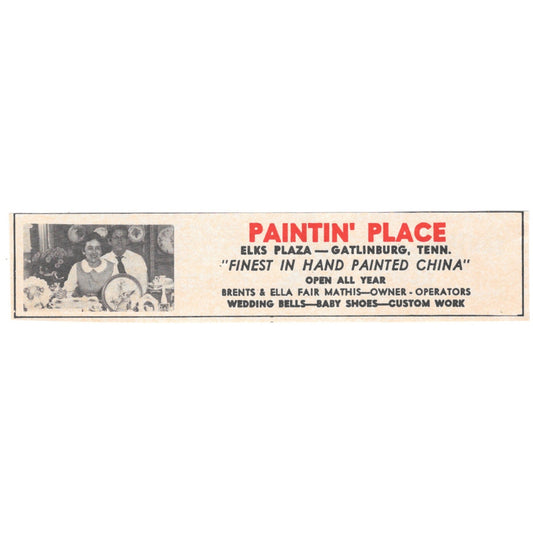 PAINTIN' PLACE
ELKS PLAZA — GATLINBURG, TENN.
"FINEST IN HAND PAINTED CHINA"
OPEN ALL YEAR
BRENTS & ELLA FAIR MATHIS—OWNER - OPERATORS
WEDDING BELLS—BABY SHOES—CUSTOM WORK